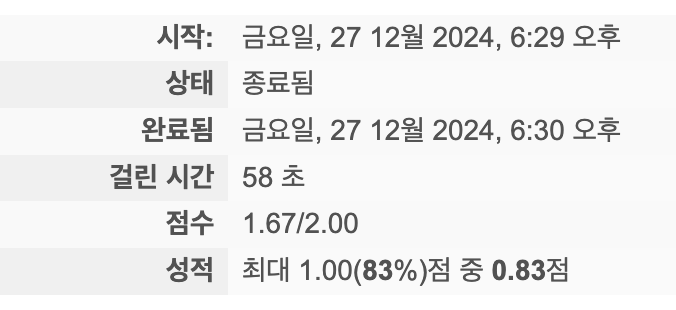 시작: 금요일, 27 12월 2024, 6:29 오후
상태 종료됨
완료됨 금요일, 27 12월 2024, 6:30 오후
걸린 시간 58 초
점수 1.67/2.00
성적 최대 1.00(83%)점 중 0.83점